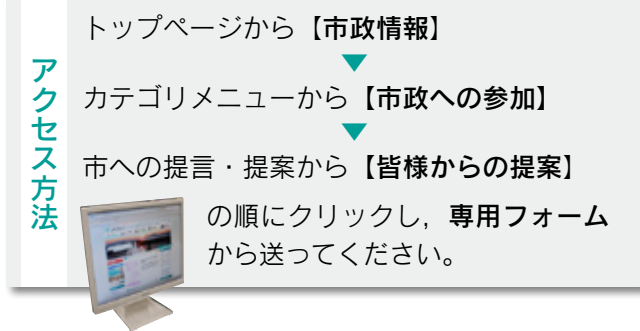 アクセス方法
トップページから【市政情報】
▼
カテゴリメニューから【市政への参加】
▼
市への提言・提案から【皆様からの提案】
の順にクリックし，専用フォーム
から送ってください。